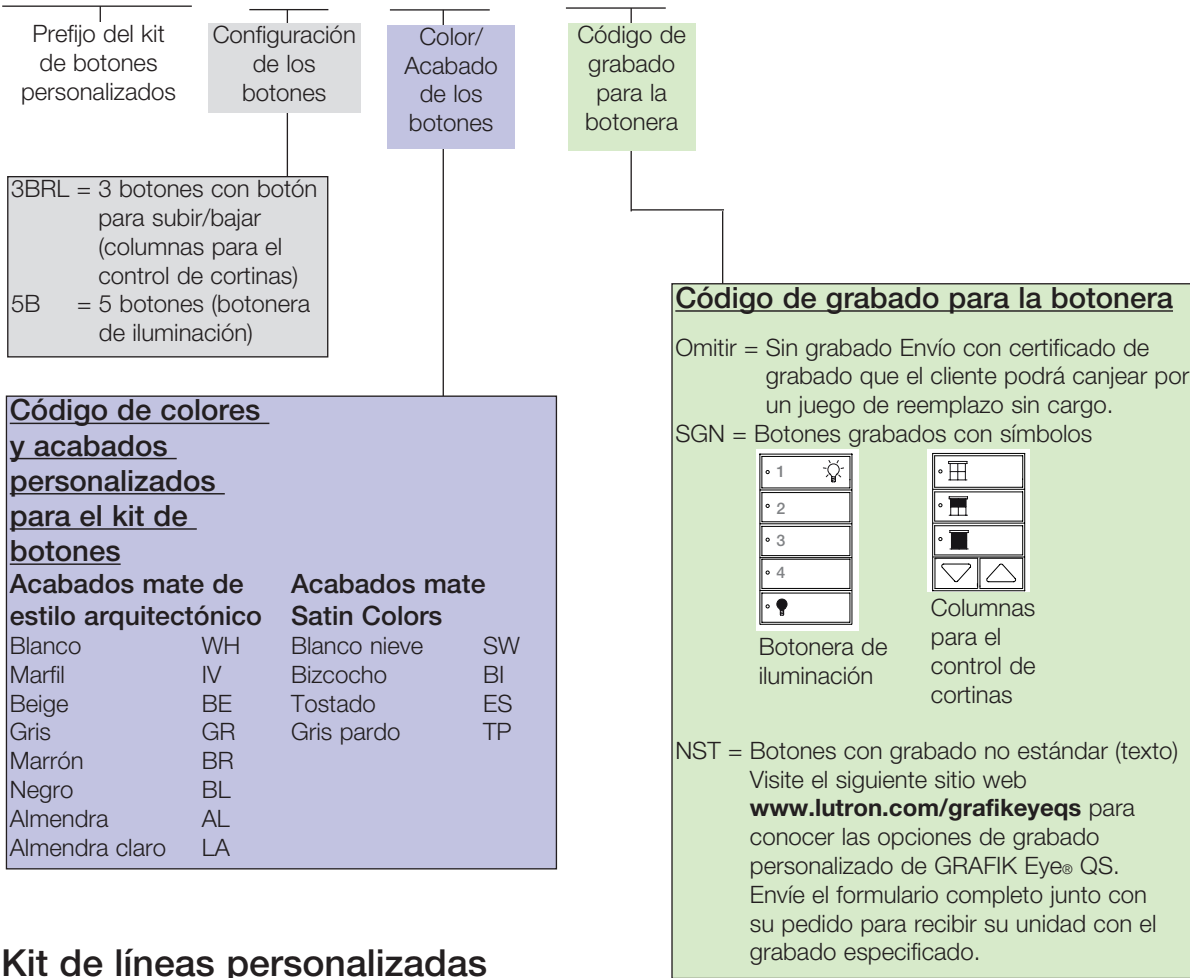 Prefijo del kit
de botones
personalizados
Configuración
de los
botones
Color/
Acabado
de los
botones
Código de
grabado
para la
botonera
3BRL = 3 botones con botón
para subir/bajar
(columnas para el
control de cortinas)
5B = 5 botones (botonera
de iluminación)
Código de colores
y acabados
personalizados
para el kit de
botones
Acabados mate de
estilo arquitectónico
Blanco WH
Marfil IV
Beige BE
Gris GR
Marrón BR
Negro BL
Almendra AL
Almendra claro LA
Acabados mate
Satin Colors
Blanco nieve SW
Bizcocho BI
Tostado ES
Gris pardo TP
Código de grabado para la botonera
Omitir = Sin grabado Envío con certificado de
grabado que el cliente podrá canjear por
un juego de reemplazo sin cargo.
SGN = Botones grabados con símbolos
1
2
3
4
Botonera de
iluminación
Columnas
para el
control de
cortinas
NST = Botones con grabado no estándar (texto)
Visite el siguiente sitio web
www.lutron.com/grafikeyeqs para
conocer las opciones de grabado
personalizado de GRAFIK Eye® QS.
Envíe el formulario completo junto con
su pedido para recibir su unidad con el
grabado especificado.
Kit de líneas personalizadas